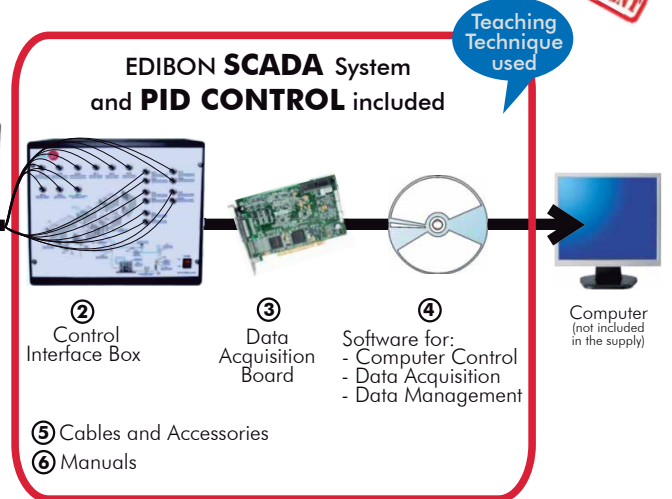 Teaching
Technique
used
EDIBON SCADA System
and PID CONTROL included
2
Control
Interface Box
3
Data
Acquisition
Board
4
Software for:
- Computer Control
- Data Acquisition
- Data Management
Computer
(not included
in the supply)
5 Cables and Accessories
6 Manuals